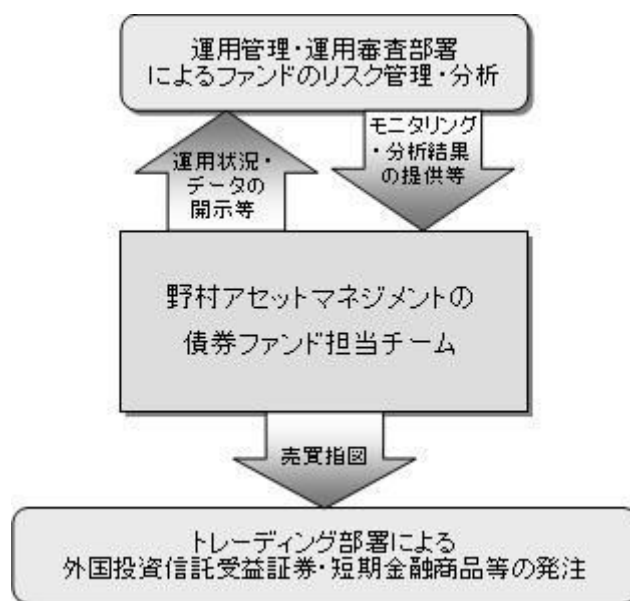 運用管理・運用審査部署
によるファンドのリスク管理・分析
運用状況・
データの
開示等
モニタリング
・分析結果
の提供等
野村アセットマネジメントの
債券ファンド担当チーム
売買指図
トレーディング部署による
外国投資信託受益証券・短期金融商品等の発注